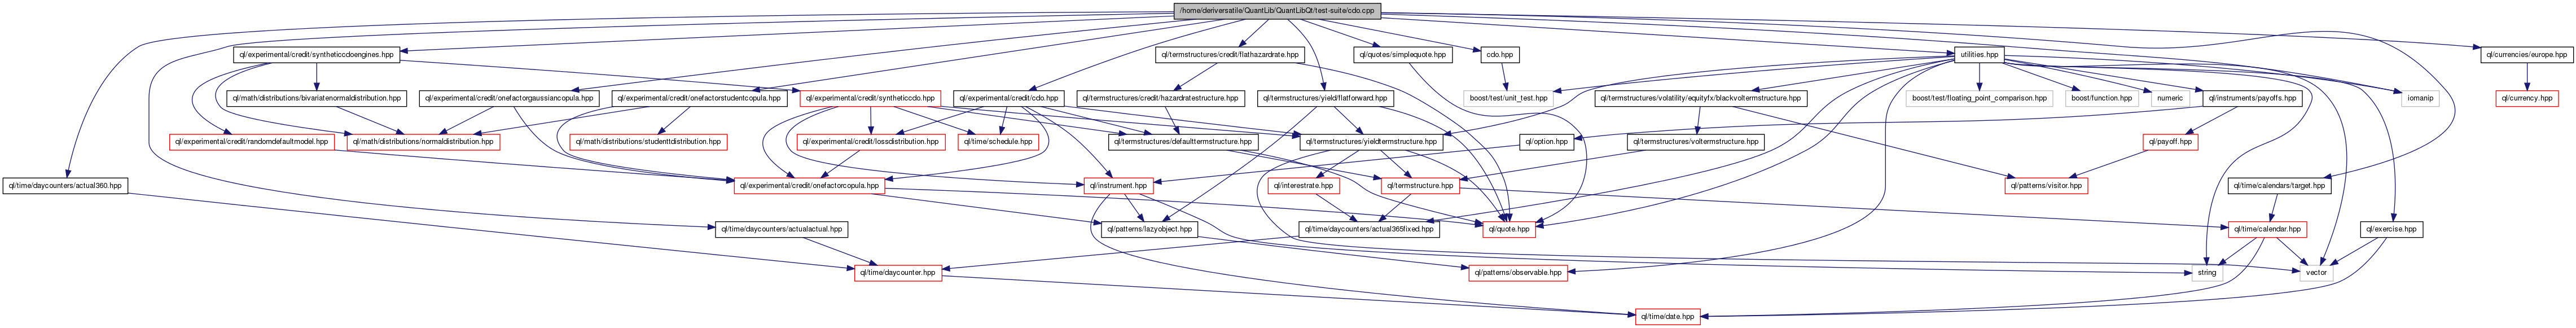 /home/deriversatile/QuantLib/QuantLibQt/test-suite/cdo.cpp
ql/experimental/credit/syntheticcdoengines.hpp
ql/termstructures/credit/flathazardrate.hpp
ql/quotes/simplequote.hpp
cdo.hpp
utilities.hpp
ql/currencies/europe.hpp
ql/math/distributions/bivariatenormaldistribution.hpp
ql/experimental/credit/onefactorgaussiancopula.hpp
ql/experimental/credit/onefactorstudentcopula.hpp
ql/experimental/credit/syntheticcdo.hpp
ql/experimental/credit/cdo.hpp
ql/termstructures/credit/hazardratestructure.hpp
ql/termstructures/yield/flatforward.hpp
boost/test/unit_test.hpp
ql/termstructures/volatility/equityfx/blackvoltermstructure.hpp
boost/test/floating_point_comparison.hpp
boost/function.hpp
numeric
ql/instruments/payoffs.hpp
iomanip
ql/currency.hpp
ql/experimental/credit/randomdefaultmodel.hpp
ql/math/distributions/normaldistribution.hpp
ql/math/distributions/studenttdistribution.hpp
ql/experimental/credit/lossdistribution.hpp
ql/time/schedule.hpp
ql/termstructures/defaulttermstructure.hpp
ql/termstructures/yieldtermstructure.hpp
ql/option.hpp
ql/termstructures/voltermstructure.hpp
ql/payoff.hpp
ql/time/daycounters/actual360.hpp
ql/experimental/credit/onefactorcopula.hpp
ql/instrument.hpp
ql/interestrate.hpp
ql/termstructure.hpp
ql/patterns/visitor.hpp
ql/time/calendars/target.hpp
ql/time/daycounters/actualactual.hpp
ql/patterns/lazyobject.hpp
ql/time/daycounters/actual365fixed.hpp
ql/quote.hpp
ql/time/calendar.hpp
ql/exercise.hpp
ql/time/daycounter.hpp
ql/patterns/observable.hpp
string
vector
ql/time/date.hpp